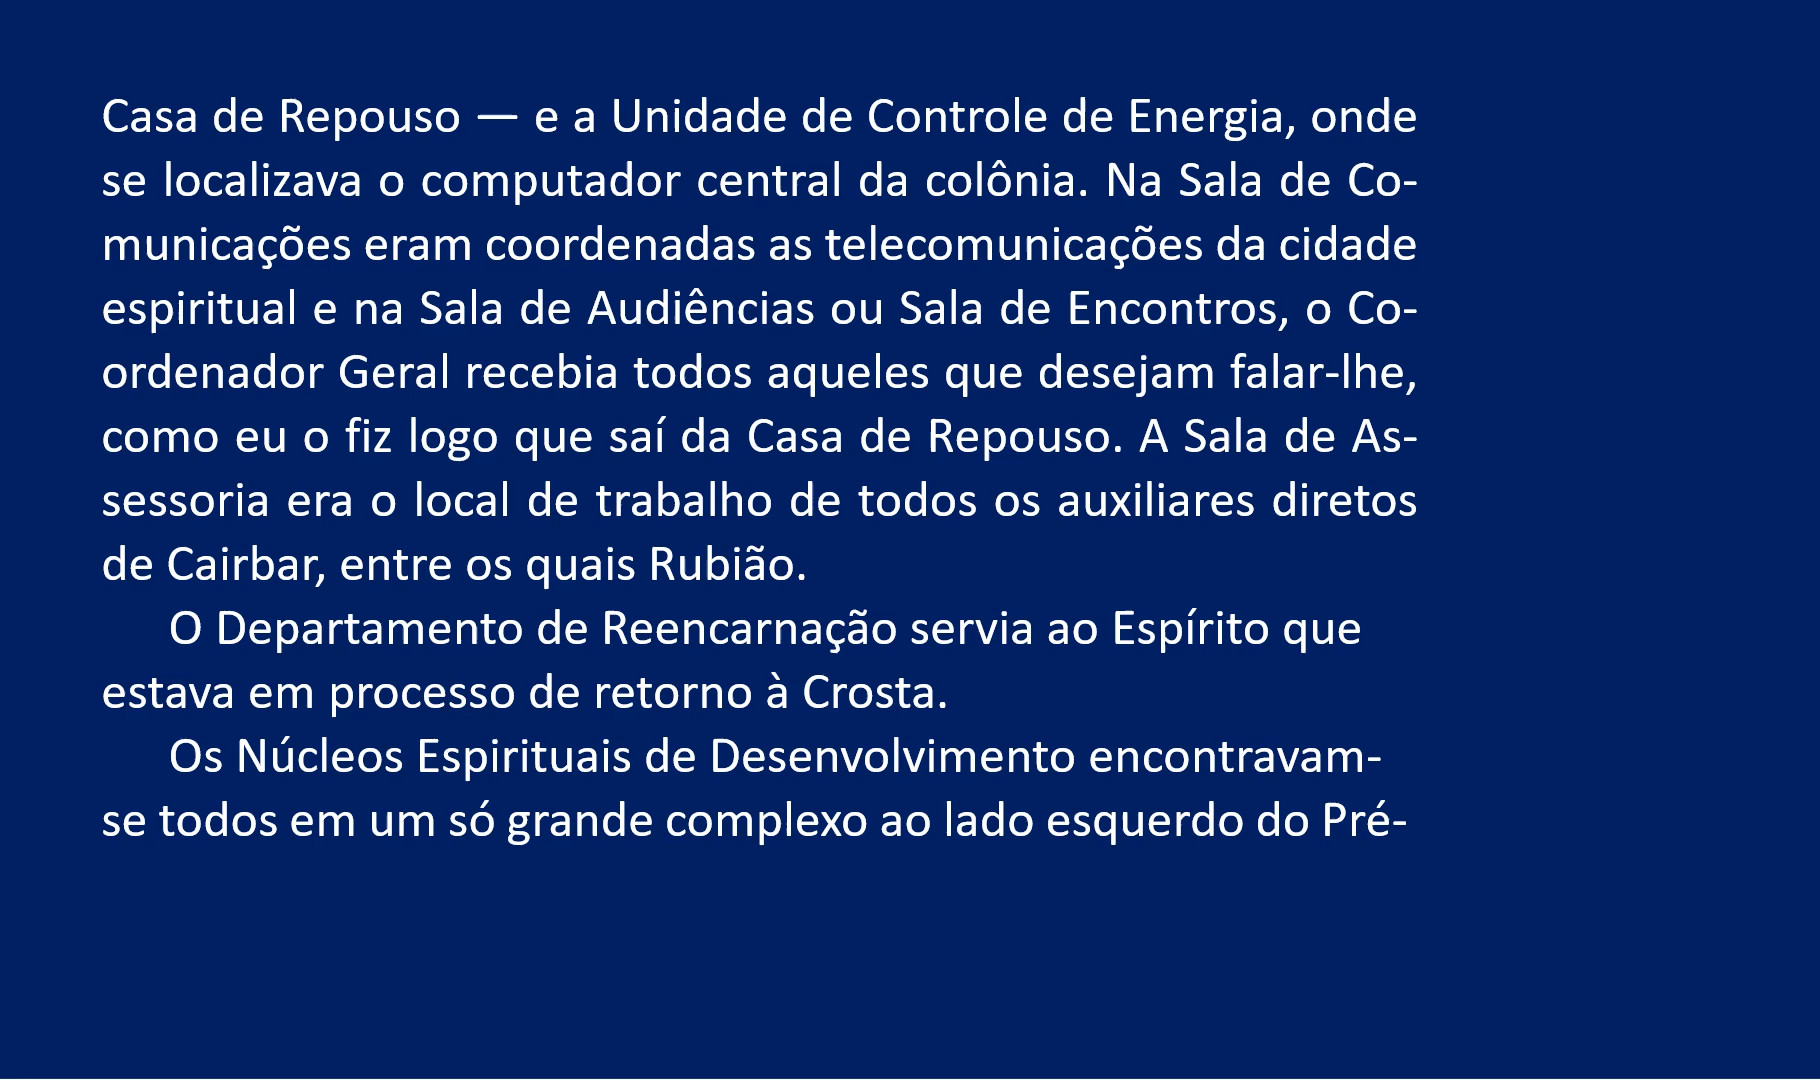 Casa de Repouso — e a Unidade de Controle de Energia, onde
se localizava o computador central da colônia. Na Sala de Co-
municações eram coordenadas as telecomunicações da cidade
espiritual e na Sala de Audiências ou Sala de Encontros, o Co-
ordenador Geral recebia todos aqueles que desejam falar-lhe,
como eu o fiz logo que saí da Casa de Repouso. A Sala de As-
sessoria era o local de trabalho de todos os auxiliares diretos
de Cairbar, entre os quais Rubião.
O Departamento de Reencarnação servia ao Espírito que
estava em processo de retorno à Crosta.
Os Núcleos Espirituais de Desenvolvimento encontravam-
se todos em um só grande complexo ao lado esquerdo do Pré-